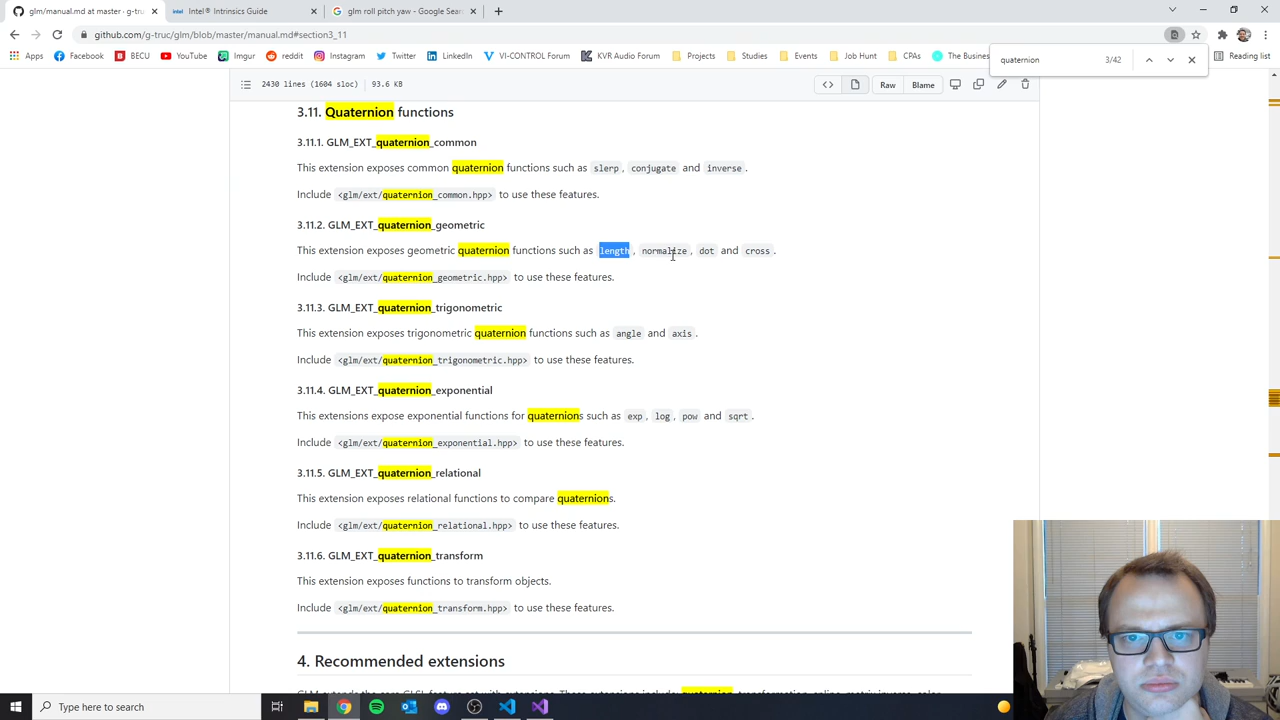 glm/manual.md at master · g-tru
Intel® Intrinsics Guide
glm roll pitch yaw - Google Sear
github.com/g-truc/glm/blob/master/manual.md#section3_11
Apps
Facebook
BECU
YouTube
Imgur
reddit
Instagram
Twitter
LinkedIn
VI-CONTROL Forum
KVR Audio Forum
Projects
Studies
Events
Job Hunt
CPAs
The Business
Reading list
quaternion 3/42
2430 lines (1604 sloc) 93.6 KB
Raw
Blame
3.11. Quaternion functions
3.11.1. GLM_EXT_quaternion_common
This extension exposes common quaternion functions such as slerp, conjugate and inverse.
Include <glm/ext/quaternion_common.hpp> to use these features.
3.11.2. GLM_EXT_quaternion_geometric
This extension exposes geometric quaternion functions such as length, normalize, dot and cross.
Include <glm/ext/quaternion_geometric.hpp> to use these features.
3.11.3. GLM_EXT_quaternion_trigonometric
This extension exposes trigonometric quaternion functions such as angle and axis.
Include <glm/ext/quaternion_trigonometric.hpp> to use these features.
3.11.4. GLM_EXT_quaternion_exponential
This extensions expose exponential functions for quaternions such as exp, log, pow and sqrt.
Include <glm/ext/quaternion_exponential.hpp> to use these features.
3.11.5. GLM_EXT_quaternion_relational
This extension exposes relational functions to compare quaternions.
Include <glm/ext/quaternion_relational.hpp> to use these features.
3.11.6. GLM_EXT_quaternion_transform
This extension exposes functions to transform objects.
Include <glm/ext/quaternion_transform.hpp> to use these features.
4. Recommended extensions
Type here to search